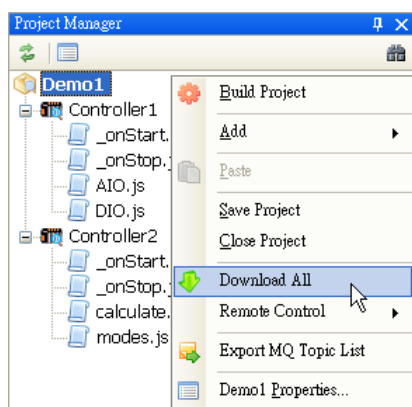 Project Manager
Demo1
Build Project
Controller1
_onStart.
Add
_onStop.
Paste
AIO.js
DIO.js
Save Project
Controller2
Close Project
_onStart.
_onStop.
Download All
calculate.
Remote Control
modes.js
Export MQ Topic List
Demo1 Properties...